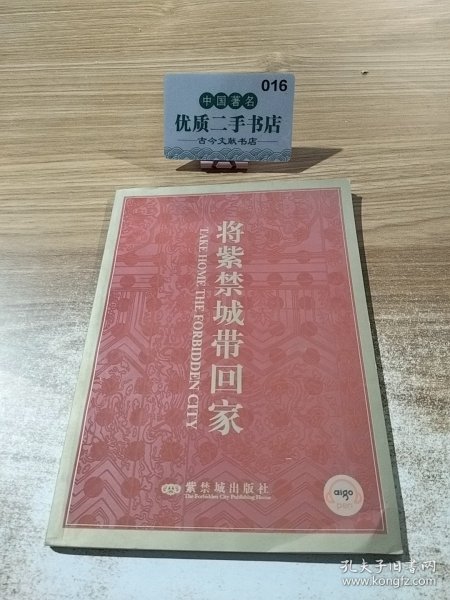 016
中国著名
优质二手书店
古今文献书店
将紫禁城带回家
TAKE HOME THE FORBIDDEN CITY
紫禁城出版社
The Forbidden City Publishing House
aigo
pen
孔夫子旧书网
www.kongfz.com